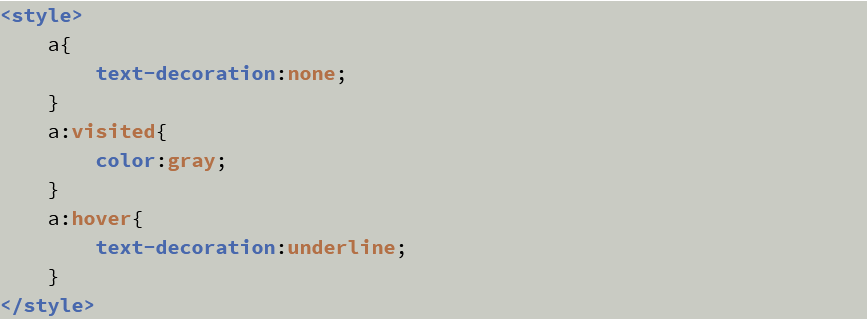 <style>
    a{
        text-decoration:none;
    }
    a:visited{
        color:gray;
    }
    a:hover{
        text-decoration:underline;
    }
</style>